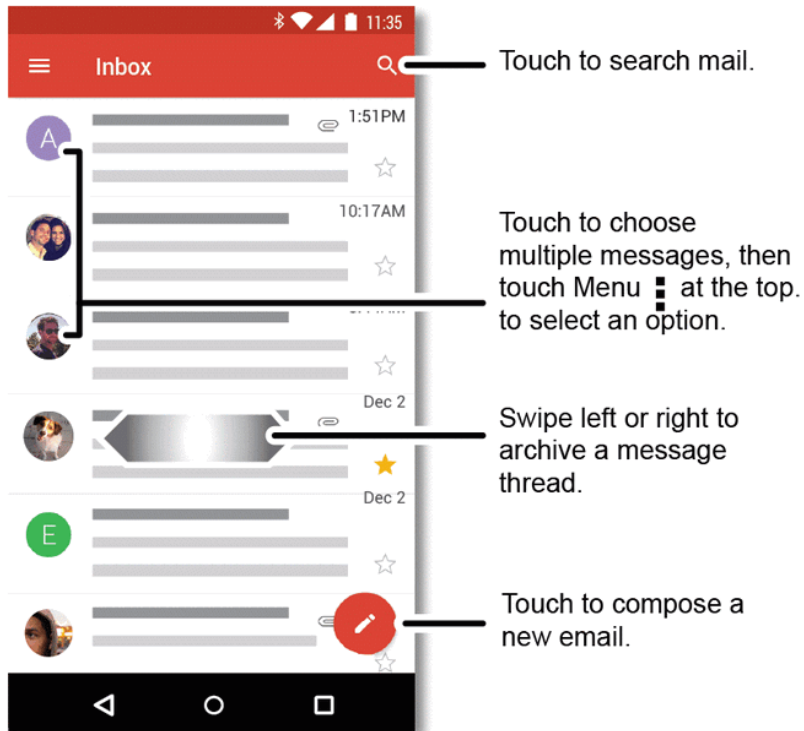 11:35
Inbox
Touch to search mail.
A
1:51PM
10:17AM
Touch to choose
multiple messages, then
touch Menu ⋮ at the top.
to select an option.
Dec 2
Swipe left or right to
archive a message
thread.
Dec 2
E
Touch to compose a
new email.